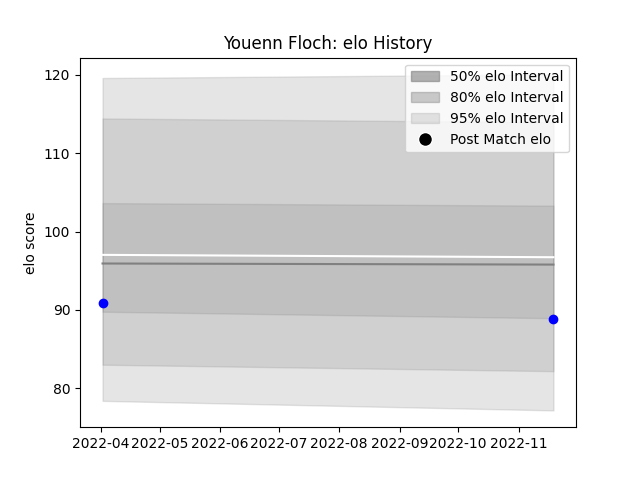 Youenn Floch: elo History
120
110
100
90
80
elo score
50% elo Interval
80% elo Interval
95% elo Interval
Post Match elo
2022-04 2022-05 2022-06 2022-07 2022-08 2022-09 2022-10 2022-11